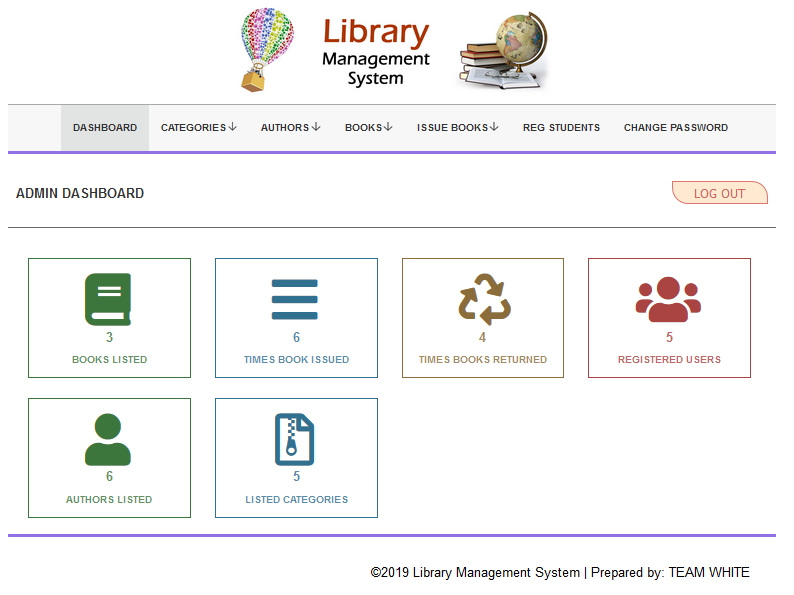 Library
Management
System
DASHBOARD CATEGORIES AUTHORS BOOKS ISSUE BOOKS REG STUDENTS CHANGE PASSWORD
ADMIN DASHBOARD LOG OUT
3 6 4 5
BOOKS LISTED TIMES BOOK ISSUED TIMES BOOKS RETURNED REGISTERED USERS
6 5
AUTHORS LISTED LISTED CATEGORIES
©2019 Library Management System | Prepared by: TEAM WHITE